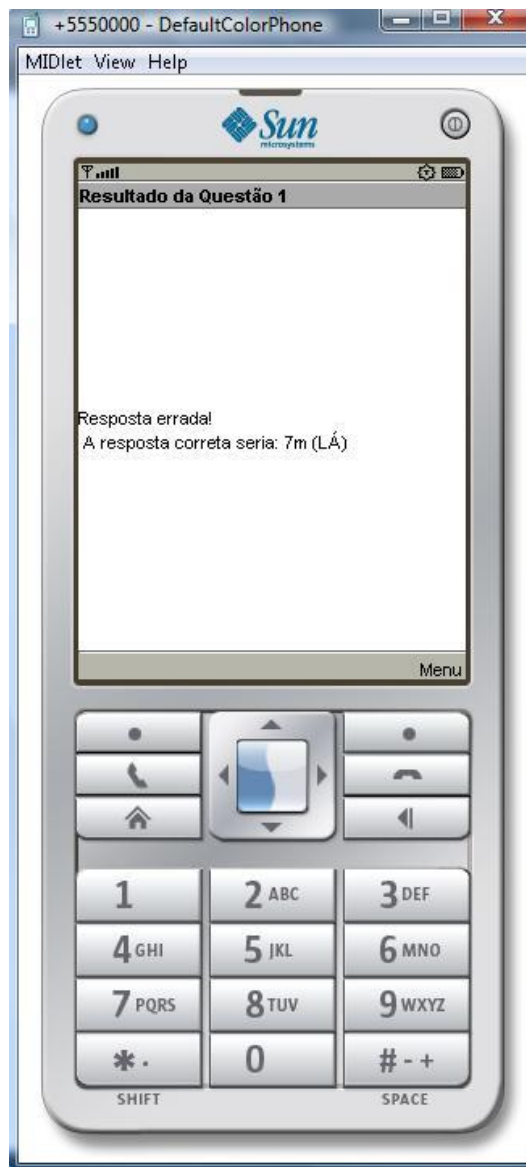 +5550000 - DefaultColorPhone
MIDlet View Help
Sun
microsystems
Resultado da Questão 1
Resposta errada!
A resposta correta seria: 7m (LÁ)
Menu
1
2 ABC
3 DEF
4 GHI
5 JKL
6 MNO
7 PQRS
8 TUV
9 WXYZ
* .
0
# - +
SHIFT
SPACE